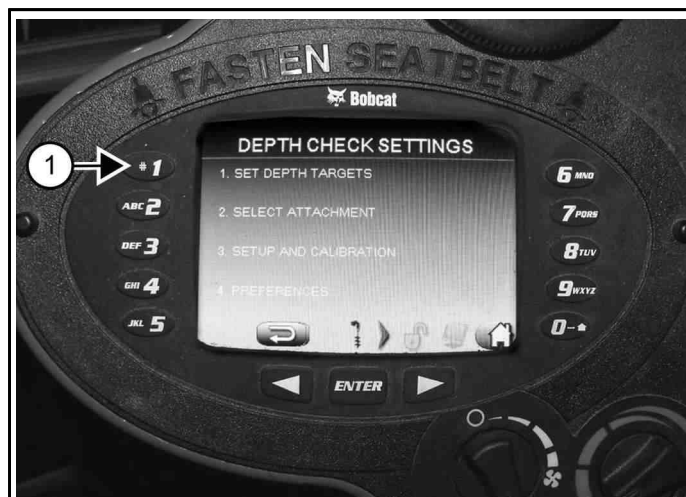 FASTEN SEATBELT
Bobcat
DEPTH CHECK SETTINGS
1. SET DEPTH TARGETS
2. SELECT ATTACHMENT
3. SETUP AND CALIBRATION
4. PREFERENCES
1
# 1
ABC 2
DEF 3
GHI 4
JKL 5
6 MNO
7 PQRS
8 TUV
9 WXYZ
0-
ENTER